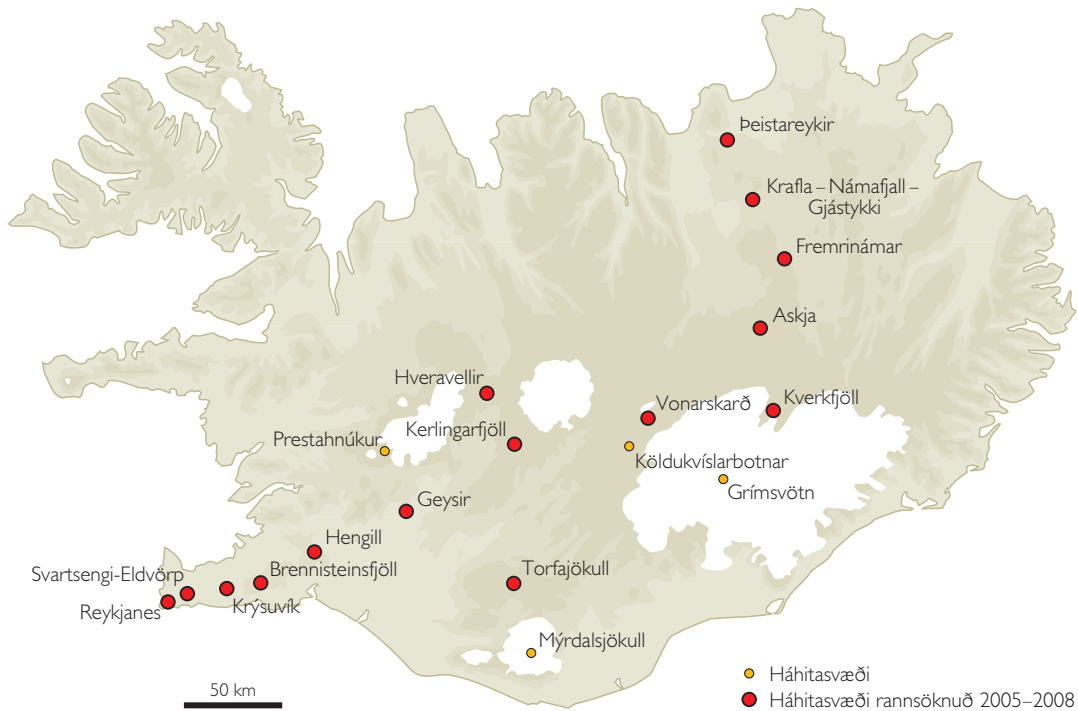 Þeistareykir
Krafla – Námafjall –
Gjástykki
Fremrinámar
Askja
Hveravellir
Vonarskarð
Kverkfjöll
Kerlingarfjöll
Prestahnúkur
Köldukvíslarbotnar
Grímsvötn
Geysir
Hengill
Brennisteinsfjöll
Torfajökull
Svartsengi-Eldvörp
Krýsuvík
Reykjanes
Mýrdalsjökull
50 km
Háhitasvæði
Háhitasvæði rannsöknuð 2005–2008